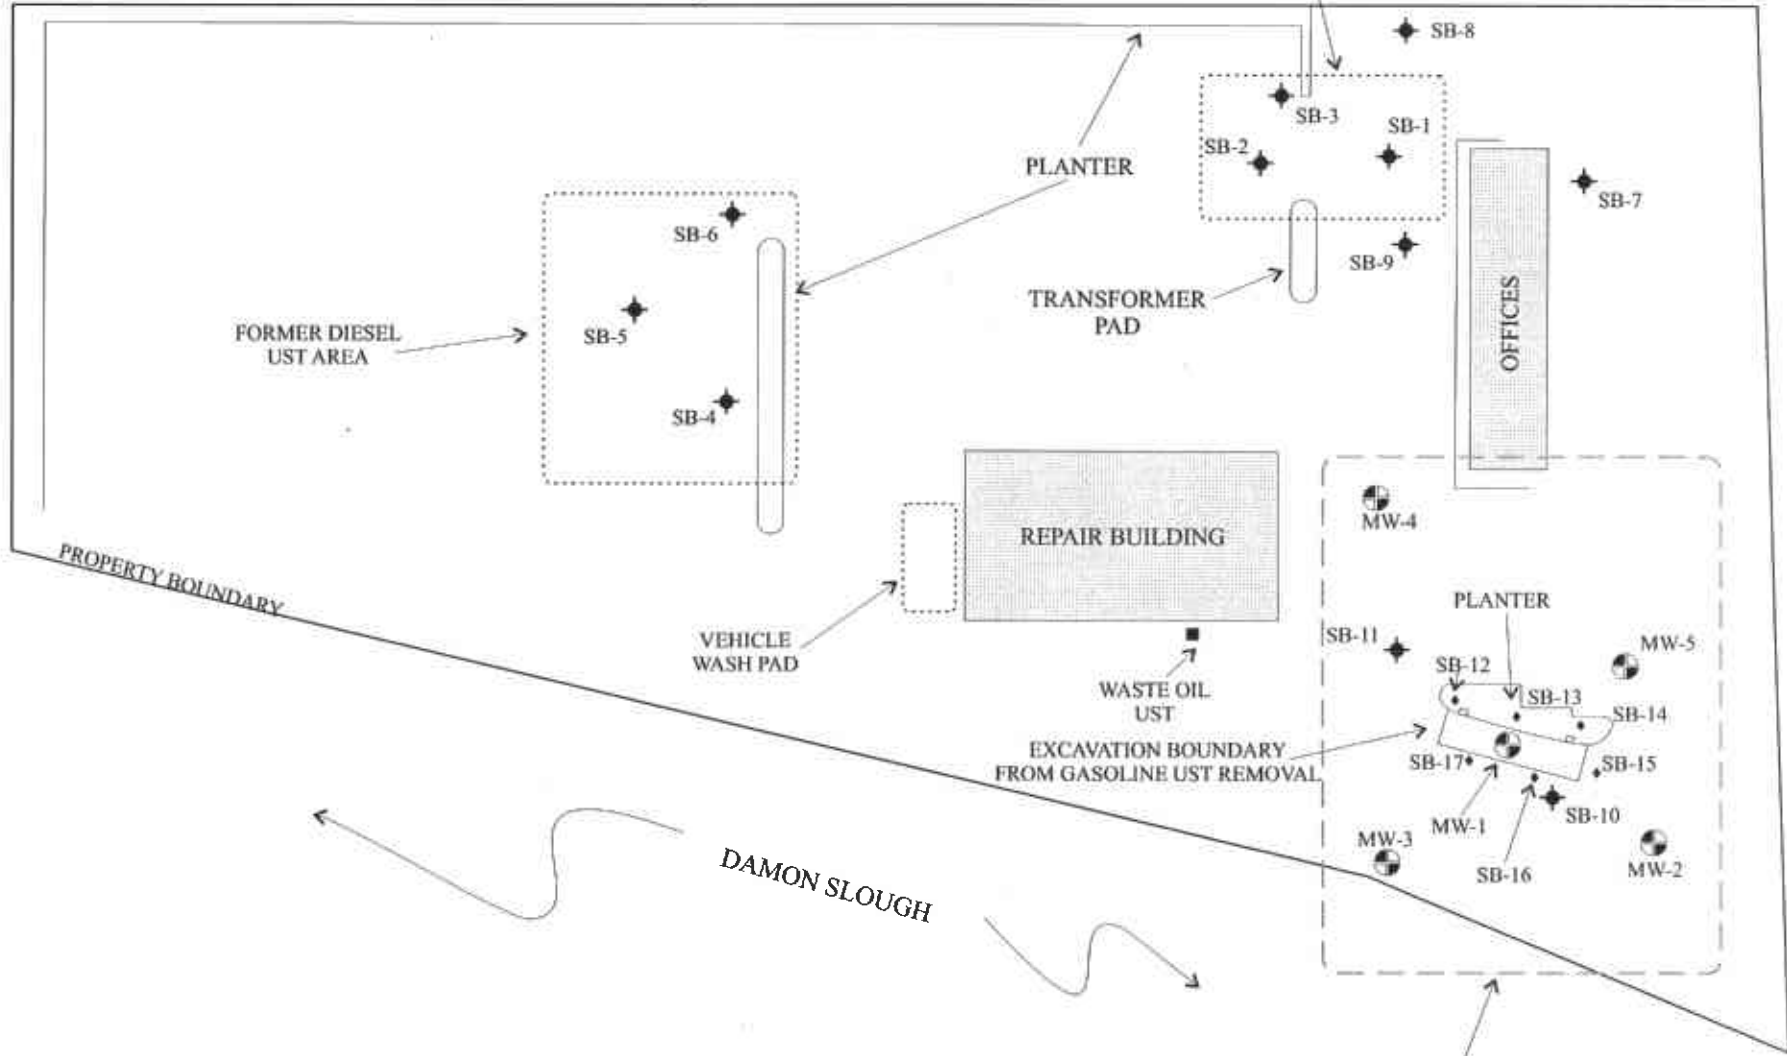 SB-8
SB-3
SB-1
SB-2
PLANTER
SB-7
SB-6
SB-9
TRANSFORMER
PAD
OFFICES
FORMER DIESEL
UST AREA
SB-5
SB-4
MW-4
REPAIR BUILDING
PROPERTY BOUNDARY
PLANTER
VEHICLE
WASH PAD
SB-11
MW-5
SB-12
WASTE OIL
UST
SB-13
SB-14
EXCAVATION BOUNDARY
FROM GASOLINE UST REMOVAL
SB-17
SB-15
SB-10
MW-1
MW-3
SB-16
MW-2
DAMON SLOUGH